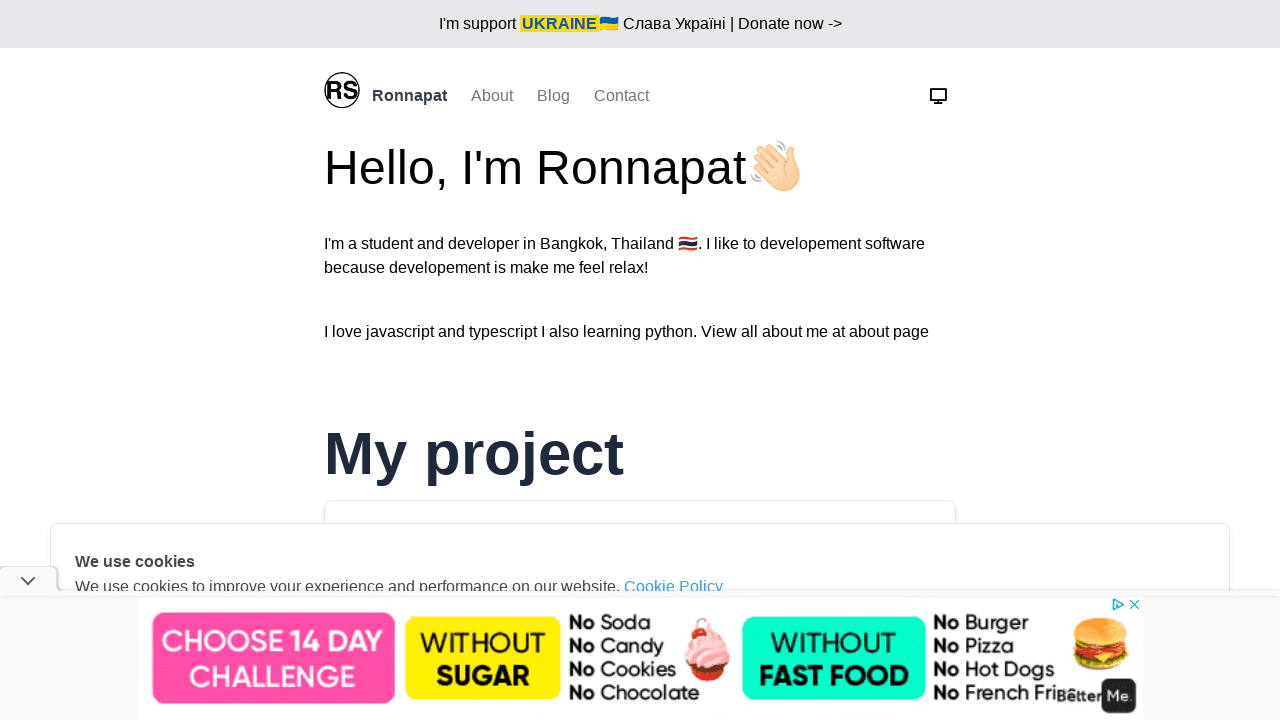 I'm support UKRAINE🇺🇦 Слава Україні | Donate now ->
RS Ronnapat About Blog Contact
Hello, I'm Ronnapat👋🏻
I'm a student and developer in Bangkok, Thailand 🇹🇭. I like to developement software
because developement is make me feel relax!
I love javascript and typescript I also learning python. View all about me at about page
My project
We use cookies
We use cookies to improve your experience and performance on our website. Cookie Policy
CHOOSE 14 DAY
CHALLENGE
WITHOUT
SUGAR
No Soda
No Candy
No Cookies
No Chocolate
WITHOUT
FAST FOOD
No Burger
No Pizza
No Hot Dogs
No French
BetterMe.